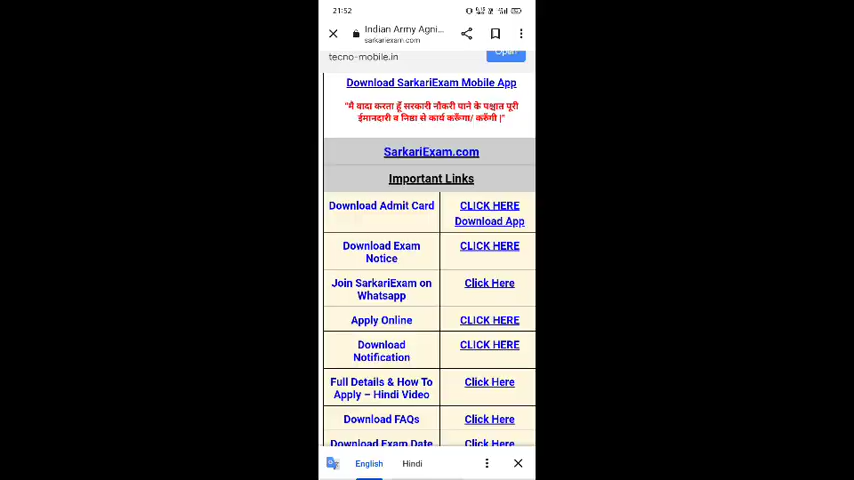 21:52
Indian Army Agni...
sarkariexam.com
tecno-mobile.in
Open
Download SarkariExam Mobile App
"मै वादा करता हूँ सरकारी नौकरी पाने के पश्चात पूरी
ईमानदारी व निष्ठा से कार्य करूँगा/ करुँगी |"
SarkariExam.com
Important Links
Download Admit Card
CLICK HERE
Download App
Download Exam
Notice
CLICK HERE
Join SarkariExam on
Whatsapp
Click Here
Apply Online
CLICK HERE
Download
Notification
CLICK HERE
Full Details & How To
Apply – Hindi Video
Click Here
Download FAQs
Click Here
Download Exam Date
Click Here
English
Hindi